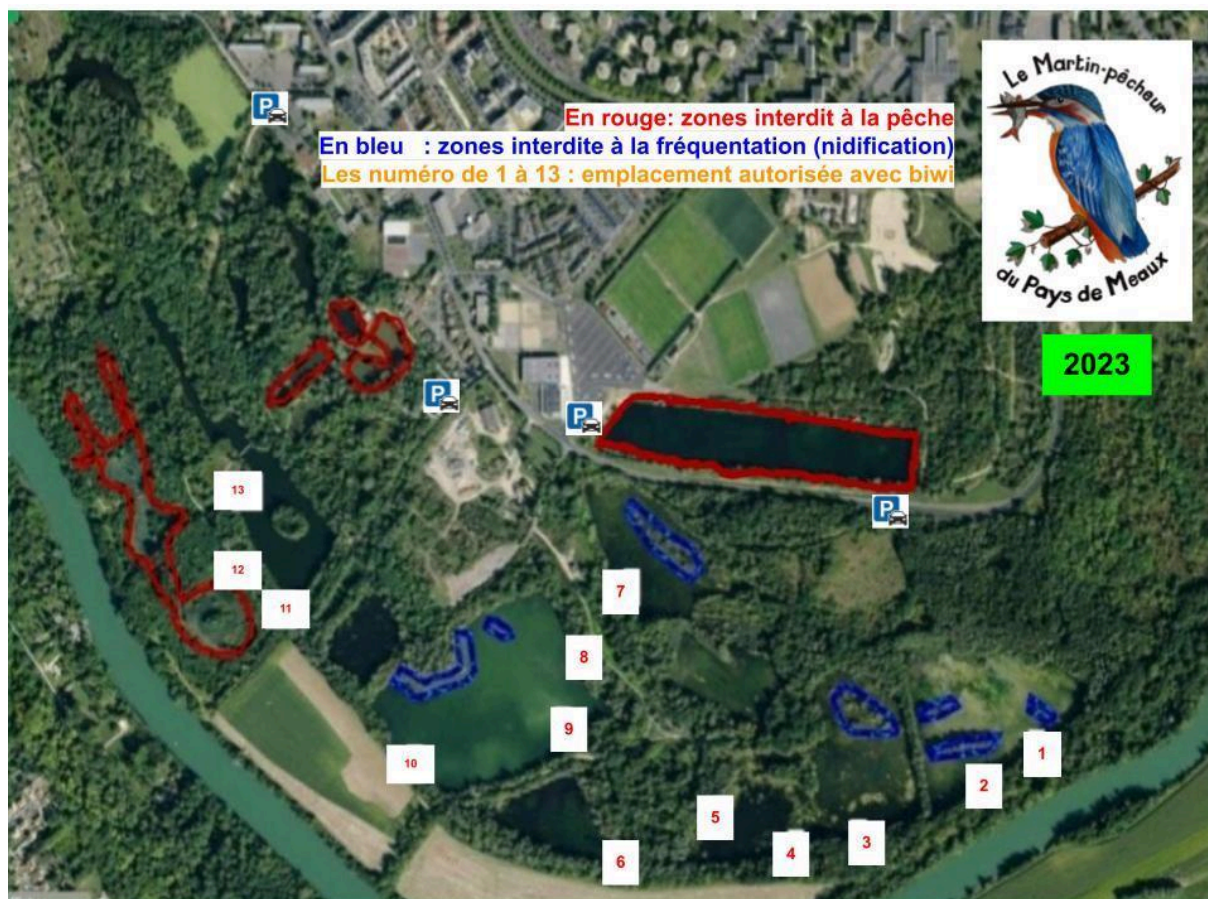 Le Martin-pêcheur
du Pays de Meaux
En rouge: zones interdit à la pêche
En bleu : zones interdite à la fréquentation (nidification)
Les numéro de 1 à 13 : emplacement autorisée avec biwi
2023
P
P
P
P
13
12
11
7
8
9
10
1
2
5
3
4
6